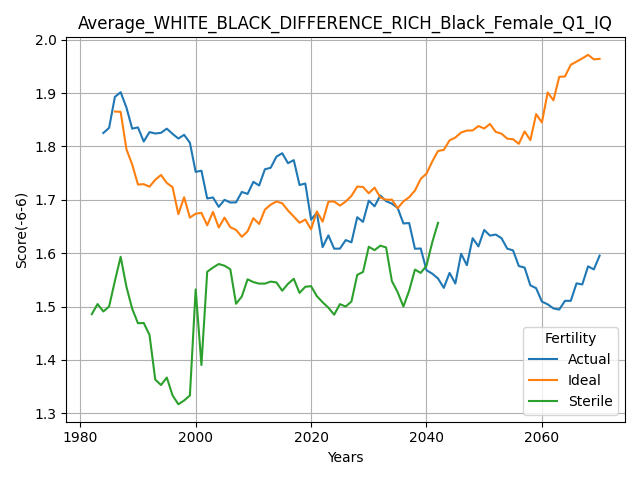 Average_WHITE_BLACK_DIFFERENCE_RICH_Black_Female_Q1_IQ
Score(-6-6)
2.0
1.9
1.8
1.7
1.6
1.5
1.4
1.3
1980
2000
2020
2040
2060
Years
Fertility
Actual
Ideal
Sterile